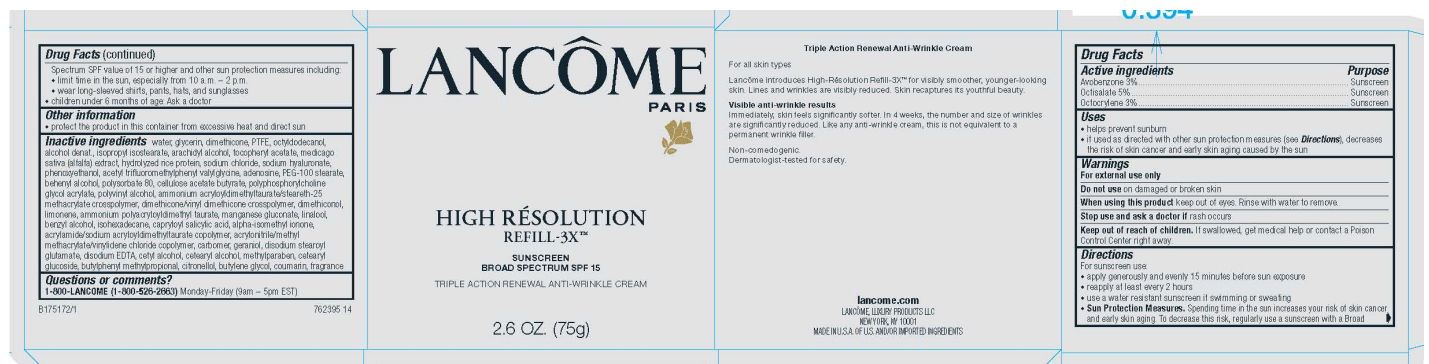 Drug Facts (continued)
Spectrum SPF value of 15 or higher and other sun protection measures including:
• limit time in the sun, especially from 10 a.m. – 2 p.m.
• wear long-sleeved shirts, pants, hats, and sunglasses
• children under 6 months of age: Ask a doctor
Other information
• protect the product in this container from excessive heat and direct sun
Inactive ingredients water, glycerin, dimethicone, PTFE, octyldodecanol,
alcohol denat., isopropyl isostearate, arachidyl alcohol, tocopheryl acetate, medicago
sativa (alfalfa) extract, hydrolyzed rice protein, sodium chloride, sodium hyaluronate,
phenoxyethanol, acetyl trifluoromethylphenyl valylglycine, adenosine, PEG-100 stearate,
behenyl alcohol, polysorbate 80, cellulose acetate butyrate, polyphosphorylcholine
glycol acrylate, polyvinyl alcohol, ammonium acryloyldimethyltaurate/steareth-25
methacrylate crosspolymer, dimethicone/vinyl dimethicone crosspolymer, dimethiconol,
limonene, ammonium polyacryloyldimethyl taurate, manganese gluconate, linalool,
benzyl alcohol, isohexadecane, capryloyl salicylic acid, alpha-isomethyl ionone,
acrylamide/sodium acryloyldimethyltaurate copolymer, acrylonitrile/methyl
methacrylate/vinylidene chloride copolymer, carbomer, geraniol, disodium stearoyl
glutamate, disodium EDTA, cetyl alcohol, cetearyl alcohol, methylparaben, cetearyl
glucoside, butylphenyl methylpropional, citronellol, butylene glycol, coumarin, fragrance
Questions or comments?
1-800-LANCOME (1-800-526-2663) Monday-Friday (9am – 5pm EST)
B175172/1 762395 14
LANCÔME
PARIS
HIGH RÉSOLUTION
REFILL-3X™
SUNSCREEN
BROAD SPECTRUM SPF 15
TRIPLE ACTION RENEWAL ANTI-WRINKLE CREAM
2.6 OZ. (75g)
Triple Action Renewal Anti-Wrinkle Cream
For all skin types
Lancôme introduces High-Résolution Refill-3X™ for visibly smoother, younger-looking
skin. Lines and wrinkles are visibly reduced. Skin recaptures its youthful beauty.
Visible anti-wrinkle results
Immediately, skin feels significantly softer. In 4 weeks, the number and size of wrinkles
are significantly reduced. Like any anti-wrinkle cream, this is not equivalent to a
permanent wrinkle filler.
Non-comedogenic.
Dermatologist-tested for safety.
lancome.com
LANCÔME, LUXURY PRODUCTS LLC
NEW YORK, NY 10001
MADE IN U.S.A. OF U.S. AND/OR IMPORTED INGREDIENTS
0.394
Drug Facts
Active ingredients Purpose
Avobenzone 3% Sunscreen
Octisalate 5% Sunscreen
Octocrylene 3% Sunscreen
Uses
• helps prevent sunburn
• if used as directed with other sun protection measures (see Directions), decreases
the risk of skin cancer and early skin aging caused by the sun
Warnings
For external use only
Do not use on damaged or broken skin
When using this product keep out of eyes. Rinse with water to remove.
Stop use and ask a doctor if rash occurs
Keep out of reach of children. If swallowed, get medical help or contact a Poison
Control Center right away.
Directions
For sunscreen use:
• apply generously and evenly 15 minutes before sun exposure
• reapply at least every 2 hours
• use a water resistant sunscreen if swimming or sweating
• Sun Protection Measures. Spending time in the sun increases your risk of skin cancer
and early skin aging. To decrease this risk, regularly use a sunscreen with a Broad